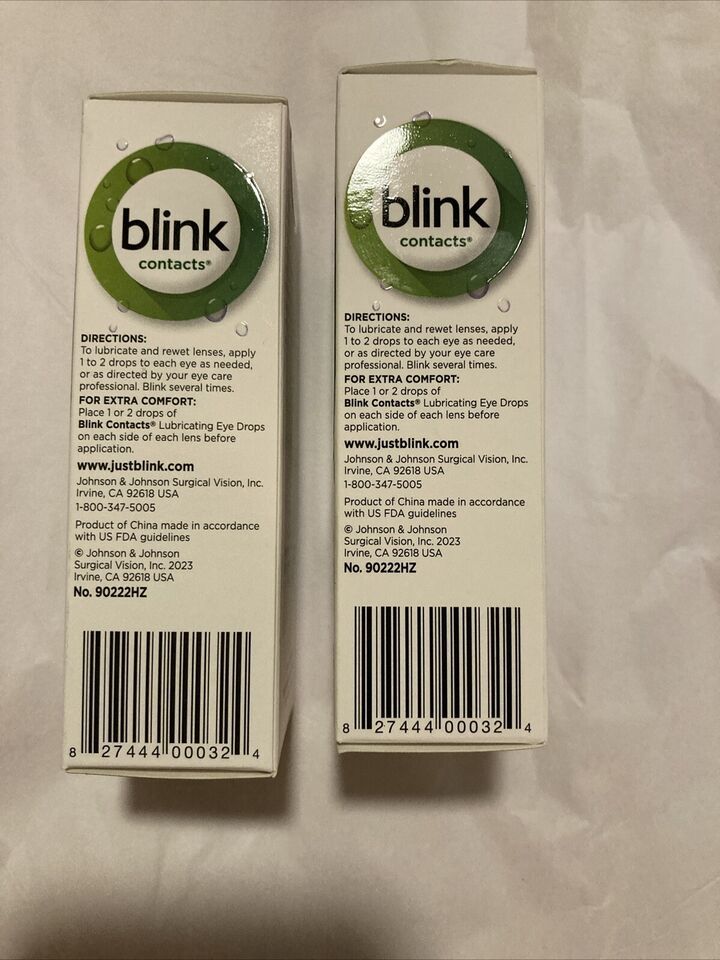 blink
contacts®
DIRECTIONS:
To lubricate and rewet lenses, apply
1 to 2 drops to each eye as needed,
or as directed by your eye care
professional. Blink several times.
FOR EXTRA COMFORT:
Place 1 or 2 drops of
Blink Contacts® Lubricating Eye Drops
on each side of each lens before
application.
www.justblink.com
Johnson & Johnson Surgical Vision, Inc.
Irvine, CA 92618 USA
1-800-347-5005
Product of China made in accordance
with US FDA guidelines
© Johnson & Johnson
Surgical Vision, Inc. 2023
Irvine, CA 92618 USA
No. 90222HZ
8 27444 00032 4
blink
contacts®
DIRECTIONS:
To lubricate and rewet lenses, apply
1 to 2 drops to each eye as needed,
or as directed by your eye care
professional. Blink several times.
FOR EXTRA COMFORT:
Place 1 or 2 drops of
Blink Contacts® Lubricating Eye Drops
on each side of each lens before
application.
www.justblink.com
Johnson & Johnson Surgical Vision, Inc.
Irvine, CA 92618 USA
1-800-347-5005
Product of China made in accordance
with US FDA guidelines
© Johnson & Johnson
Surgical Vision, Inc. 2023
Irvine, CA 92618 USA
No. 90222HZ
8 27444 00032 4